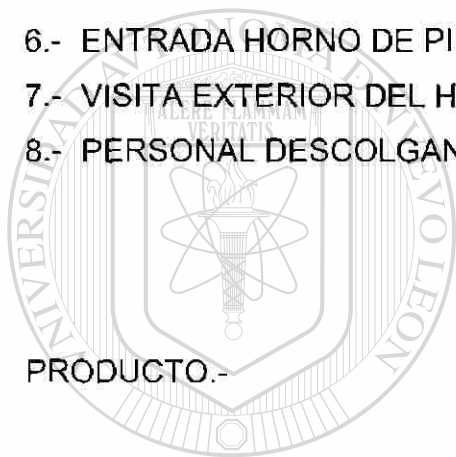 6.- ENTRADA HORNO DE PI
7.- VISITA EXTERIOR DEL H
ALERE FLAMMAM
VERITATIS
8.- PERSONAL DESCOLGAN
PRODUCTO.-